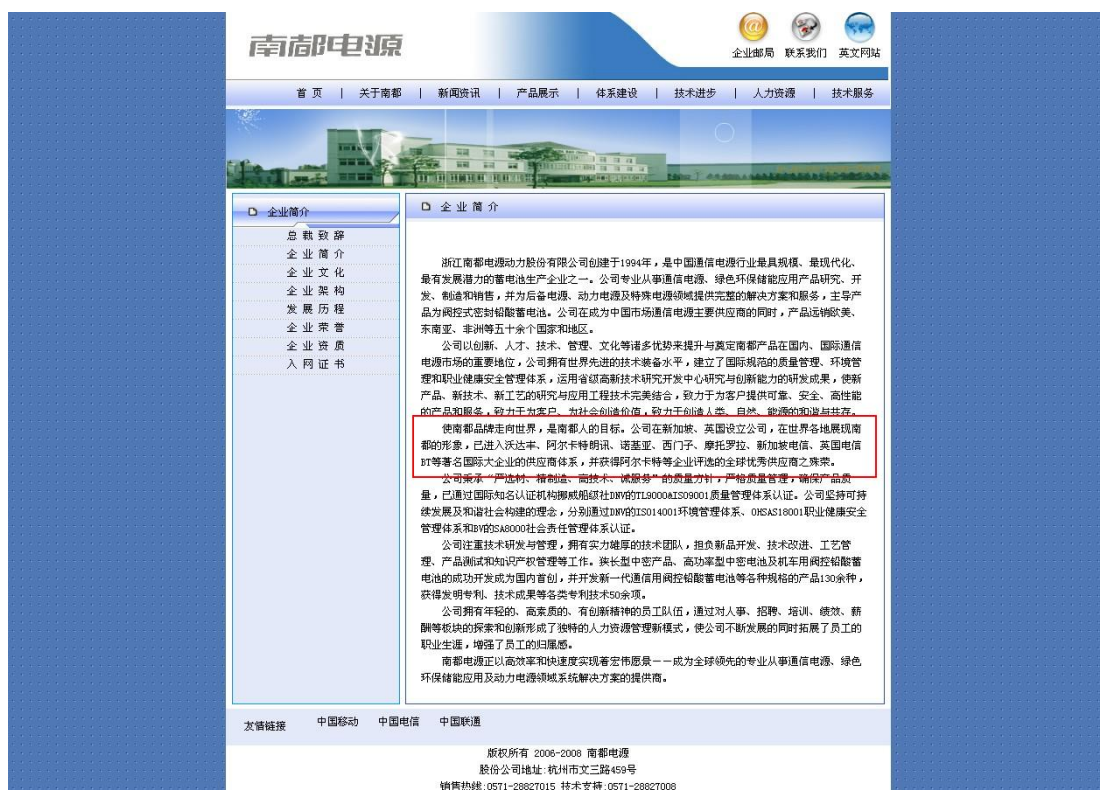 南都电源
企业邮局 联系我们 英文网站
首 页 | 关于南都 | 新闻资讯 | 产品展示 | 体系建设 | 技术进步 | 人力资源 | 技术服务
企业简介
总 裁 致 辞
企 业 简 介
企 业 文 化
企 业 架 构
发 展 历 程
企 业 荣 誉
企 业 资 质
入 网 证 书
企 业 简 介
浙江南都电源动力股份有限公司创建于1994年，是中国通信电源行业最具规模、最现代化、
最有发展潜力的蓄电池生产企业之一。公司专业从事通信电源、绿色环保储能应用产品研究、开
发、制造和销售，并为后备电源、动力电源及特殊电源领域提供完整的解决方案和服务，主导产
品为阀控式密封铅酸蓄电池。公司在成为中国市场通信电源主要供应商的同时，产品远销欧美、
东南亚、非洲等五十余个国家和地区。
公司以创新、人才、技术、管理、文化等诸多优势来提升与奠定南都产品在国内、国际通信
电源市场的重要地位，公司拥有世界先进的技术装备水平，建立了国际规范的质量管理、环境管
理和职业健康安全管理体系，运用省级高新技术研究开发中心研究与创新能力的研发成果，使新
产品、新技术、新工艺的研究与应用工程技术完美结合，致力于为客户提供可靠、安全、高性能
的产品和服务，致力于为客户、为社会创造价值，致力于创造人类、自然、能源的和谐与共存。
使南都品牌走向世界，是南都人的目标。公司在新加坡、英国设立公司，在世界各地展现南
都的形象，已进入沃达丰、阿尔卡特朗讯、诺基亚、西门子、摩托罗拉、新加坡电信、英国电信
BT等著名国际大企业的供应商体系，并获得阿尔卡特等企业评选的全球优秀供应商之殊荣。
公司秉承“严选材、精制造、高技术、诚服务”的质量方针，严格质量管理，确保产品质
量，已通过国际知名认证机构挪威船级社DNV的TL9000&ISO9001质量管理体系认证。公司坚持可持
续发展及和谐社会构建的理念，分别通过DNV的ISO14001环境管理体系、OHSAS18001职业健康安全
管理体系和BV的SA8000社会责任管理体系认证。
公司注重技术研发与管理，拥有实力雄厚的技术团队，担负新品开发、技术改进、工艺管
理、产品测试和知识产权管理等工作。狭长型中密产品、高功率型中密电池及机车用阀控铅酸蓄
电池的成功开发成为国内首创，并开发新一代通信用阀控铅酸蓄电池等各种规格的产品130余种，
获得发明专利、技术成果等各类专利技术50余项。
公司拥有年轻的、高素质的、有创新精神的员工队伍，通过对人事、招聘、培训、绩效、薪
酬等板块的探索和创新形成了独特的人力资源管理新模式，使公司不断发展的同时拓展了员工的
职业生涯，增强了员工的归属感。
南都电源正以高效率和快速度实现着宏伟愿景－－成为全球领先的专业从事通信电源、绿色
环保储能应用及动力电源领域系统解决方案的提供商。
友情链接 中国移动 中国电信 中国联通
版权所有 2006-2008 南都电源
股份公司地址:杭州市文三路459号
销售热线:0571-28827015 技术支持:0571-28827008